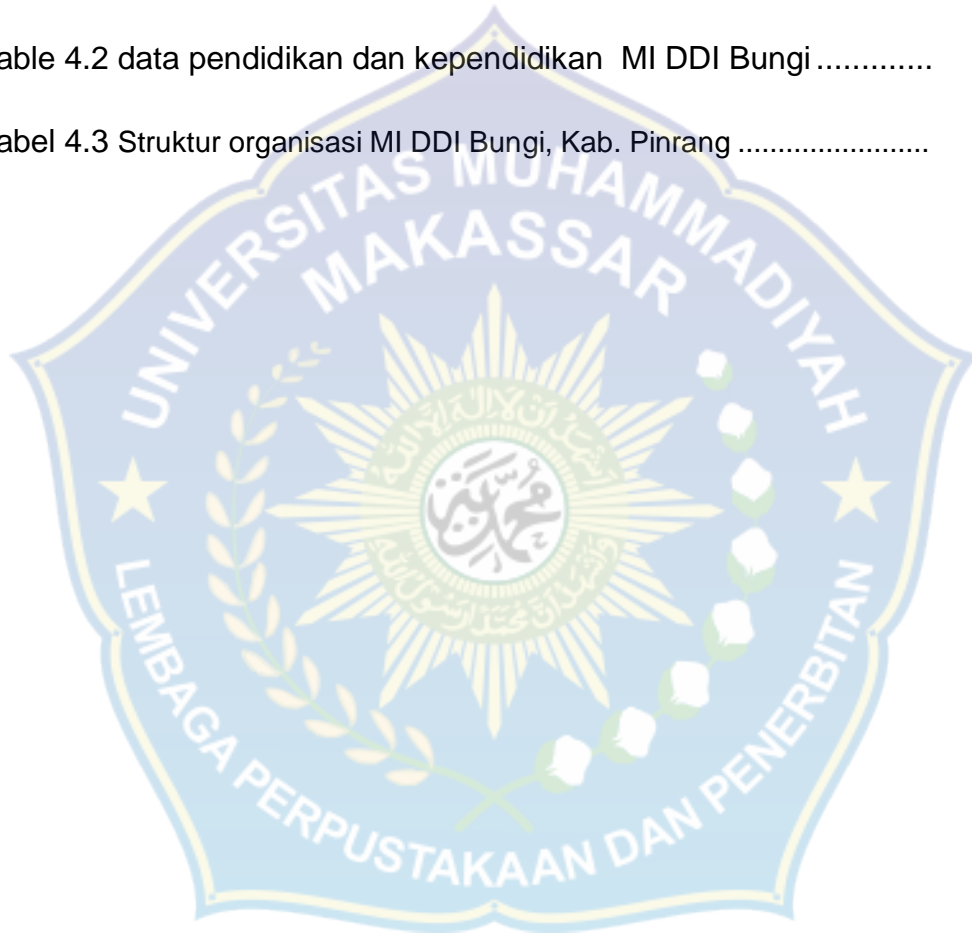 able 4.2 data pendidikan dan kependidikan MI DDI Bungi .............
abel 4.3 Struktur organisasi MI DDI Bungi, Kab. Pinrang ........................
UNIVERSITAS MUHAMMADIYAH
MAKASSAR
محمدية
LEMBAGA PERPUSTAKAAN DAN PENERBITAN